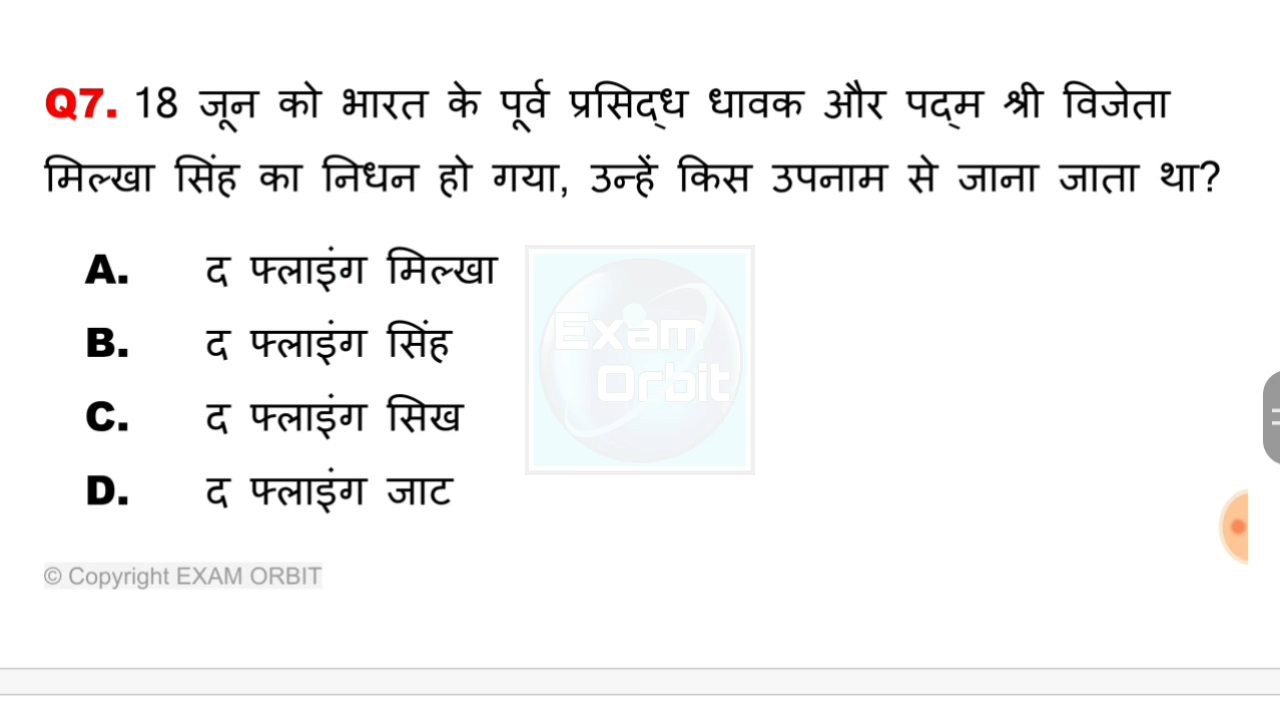 Q7. 18 जून को भारत के पूर्व प्रसिद्ध धावक और पद्म श्री विजेता
मिल्खा सिंह का निधन हो गया, उन्हें किस उपनाम से जाना जाता था?
A. द फ्लाइंग मिल्खा
B. द फ्लाइंग सिंह
C. द फ्लाइंग सिख
D. द फ्लाइंग जाट
Exam
Orbit
© Copyright EXAM ORBIT